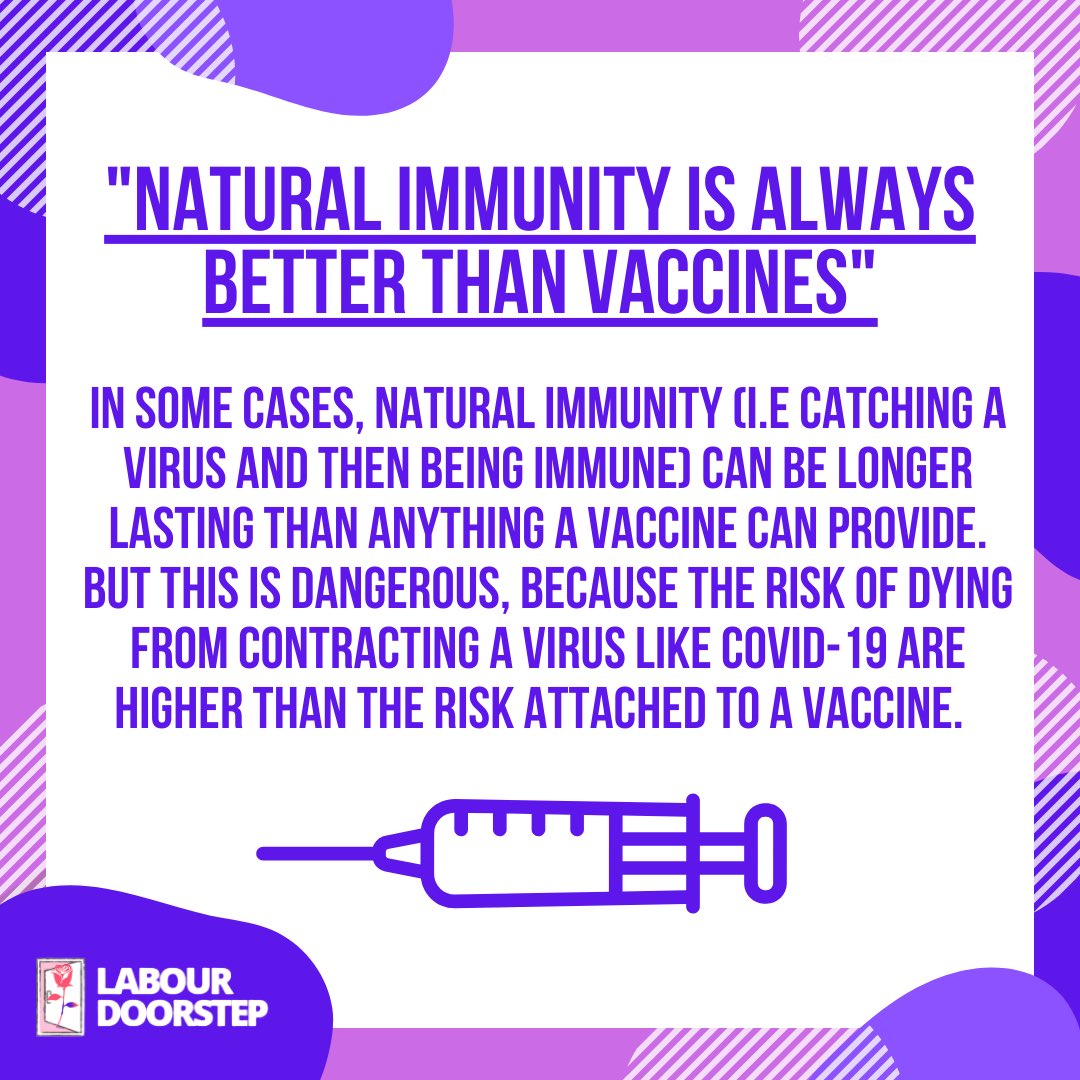 "NATURAL IMMUNITY IS ALWAYS
BETTER THAN VACCINES"
IN SOME CASES, NATURAL IMMUNITY (I.E CATCHING A
VIRUS AND THEN BEING IMMUNE) CAN BE LONGER
LASTING THAN ANYTHING A VACCINE CAN PROVIDE.
BUT THIS IS DANGEROUS, BECAUSE THE RISK OF DYING
FROM CONTRACTING A VIRUS LIKE COVID-19 ARE
HIGHER THAN THE RISK ATTACHED TO A VACCINE.
LABOUR
DOORSTEP